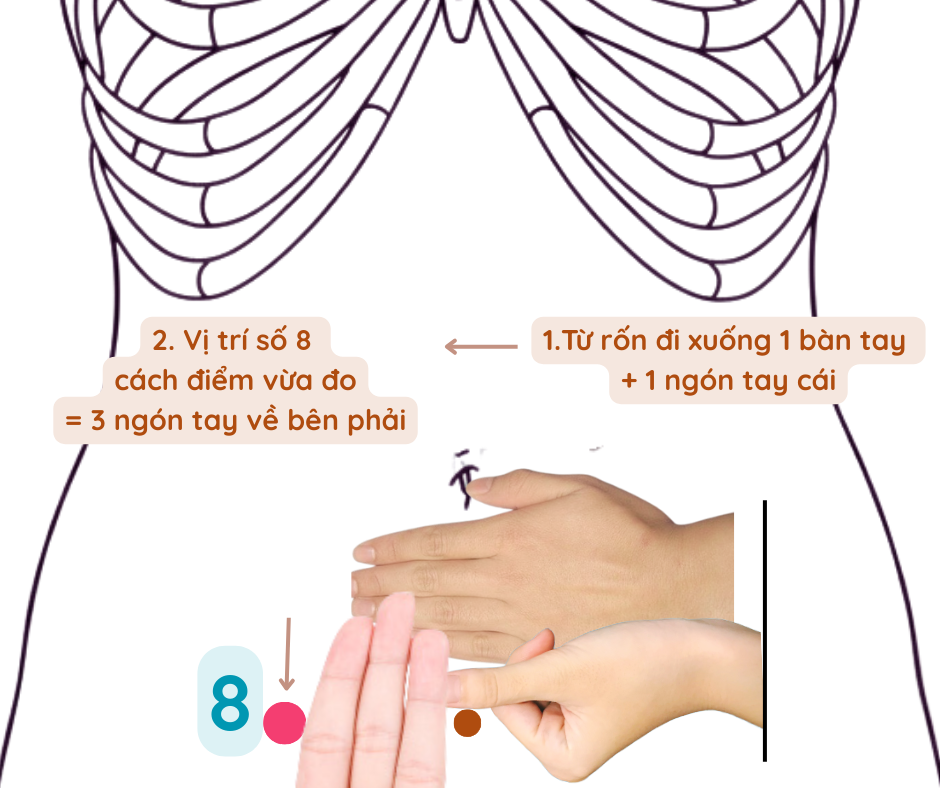 2. Vị trí số 8
cách điểm vừa đo
= 3 ngón tay về bên phải
1.Từ rốn đi xuống 1 bàn tay
+ 1 ngón tay cái
8